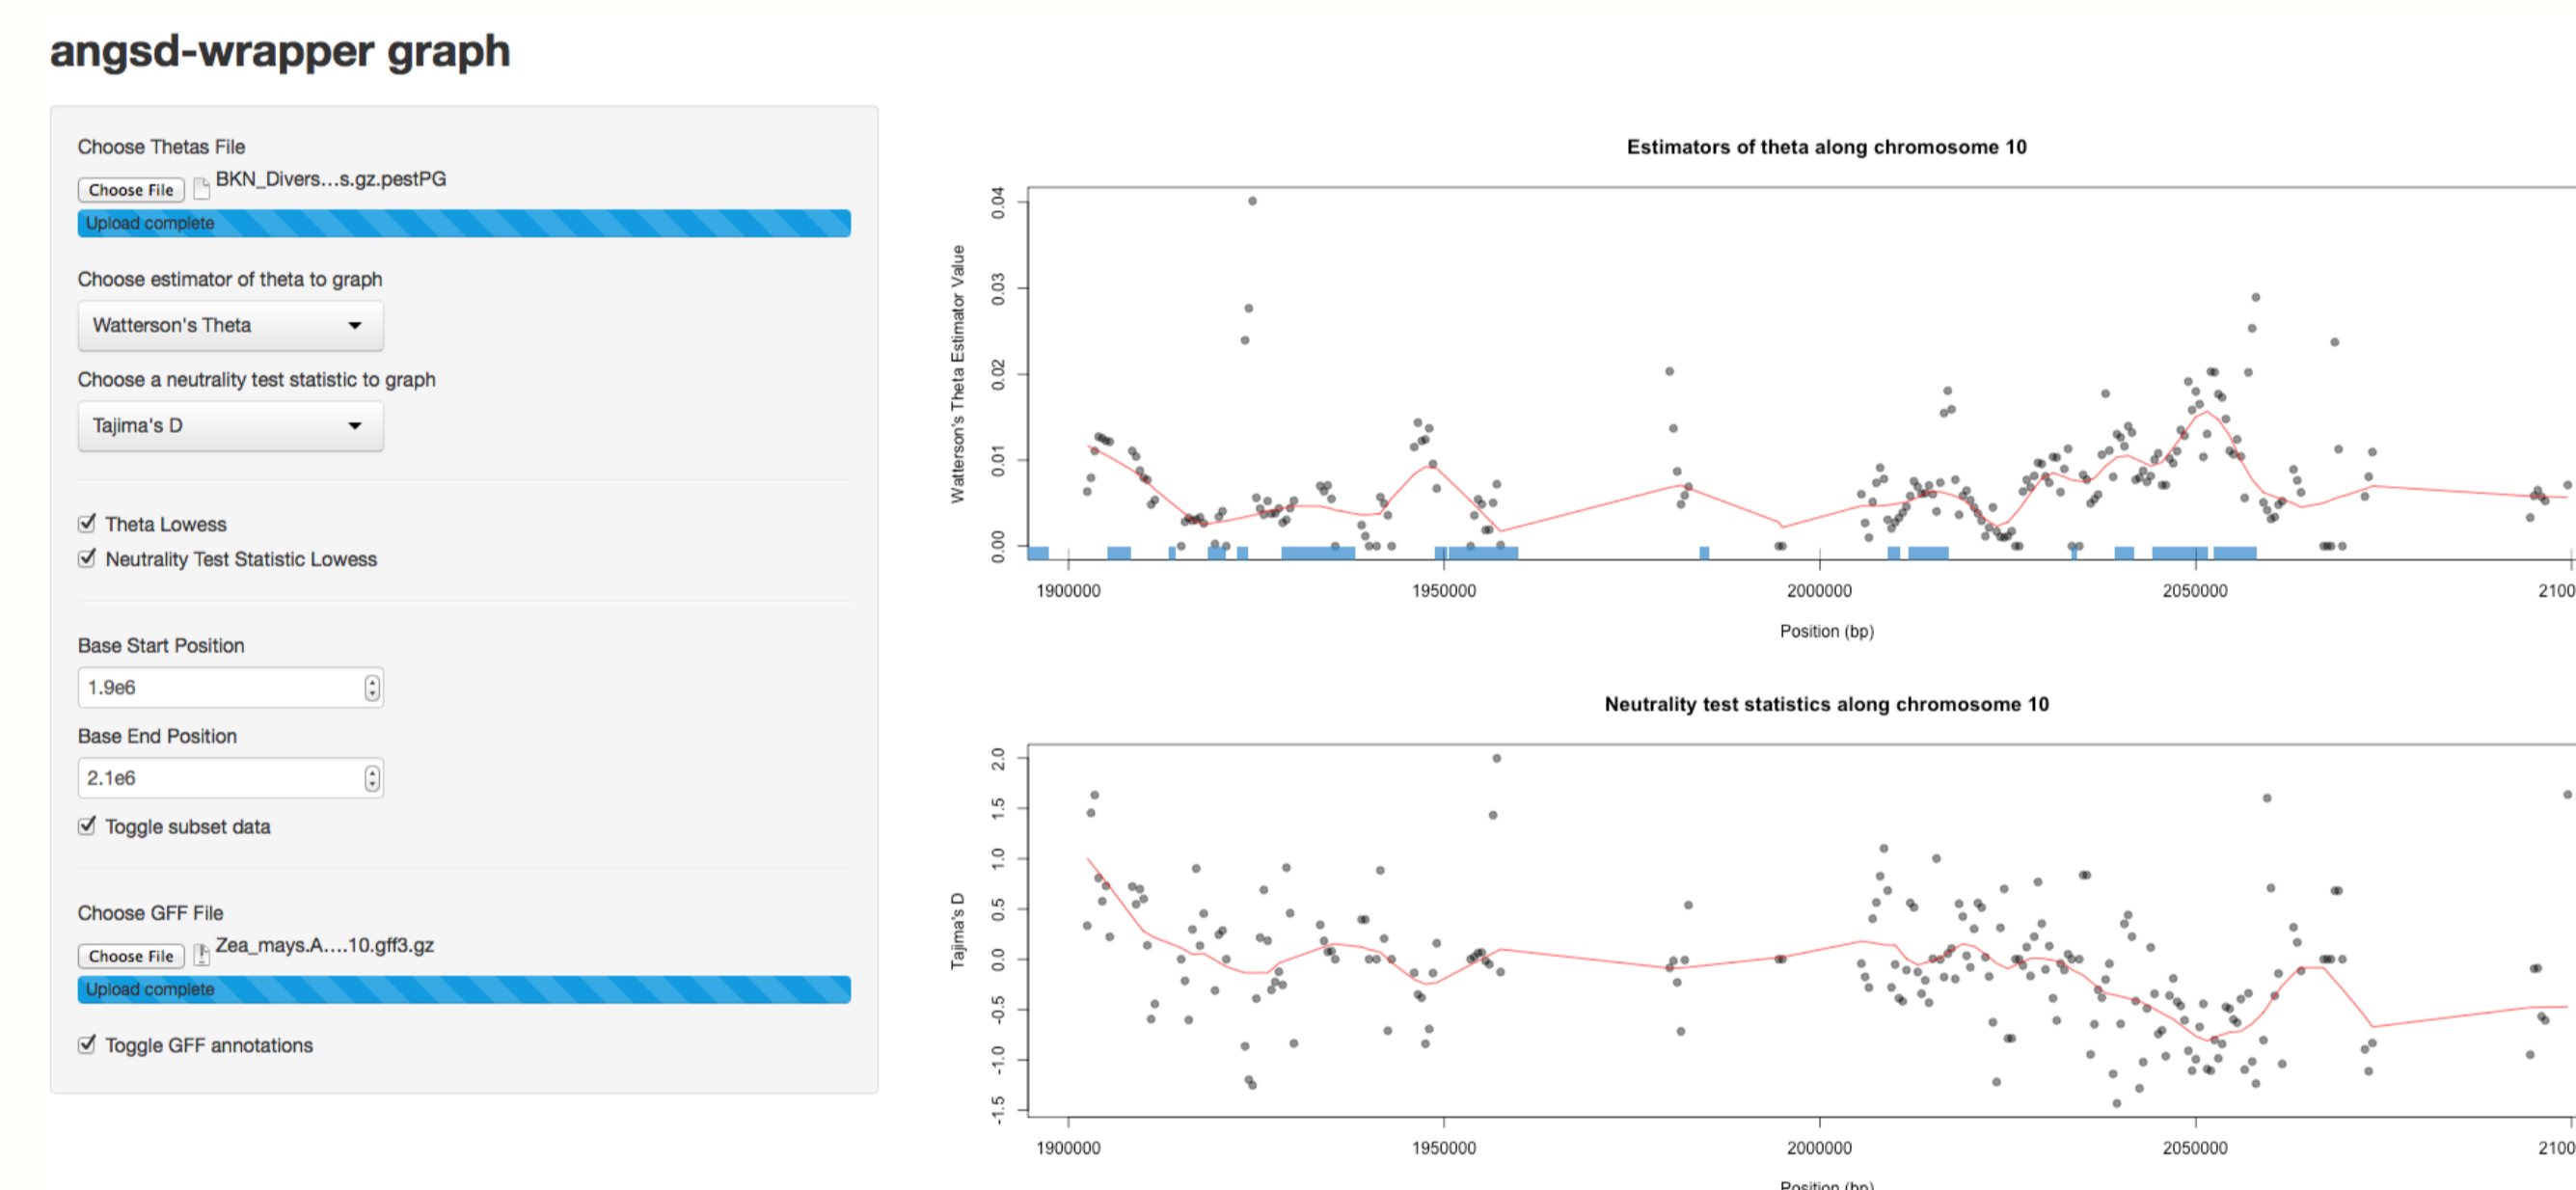 angsd-wrapper graph
Choose Thetas File
Choose File BKN_Divers...s.gz.pestPG
Upload complete
Choose estimator of theta to graph
Watterson's Theta
Choose a neutrality test statistic to graph
Tajima's D
Theta Lowess
Neutrality Test Statistic Lowess
Base Start Position
1.9e6
Base End Position
2.1e6
Toggle subset data
Choose GFF File
Choose File Zea_mays.A....10.gff3.gz
Upload complete
Toggle GFF annotations
Estimators of theta along chromosome 10
Watterson's Theta Estimator Value
0.04
0.03
0.02
0.01
0.00
1900000 1950000 2000000 2050000 2100
Position (bp)
Neutrality test statistics along chromosome 10
Tajima's D
2.0
1.5
1.0
0.5
0.0
-0.5
-1.0
-1.5
1900000 1950000 2000000 2050000 2100
Position (bp)